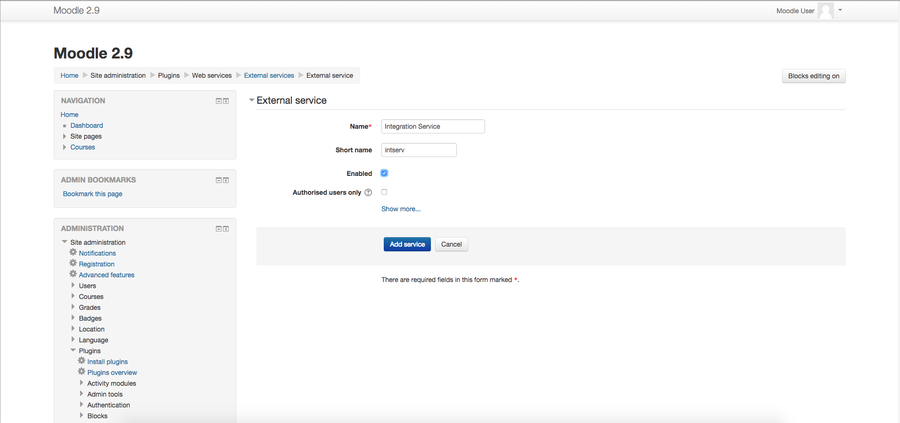 Moodle 2.9
Moodle User
Moodle 2.9
Home Site administration Plugins Web services External services External service
Blocks editing on
NAVIGATION
Home
Dashboard
Site pages
Courses
ADMIN BOOKMARKS
Bookmark this page
ADMINISTRATION
Site administration
Notifications
Registration
Advanced features
Users
Courses
Grades
Badges
Location
Language
Plugins
Install plugins
Plugins overview
Activity modules
Admin tools
Authentication
Blocks
External service
Name* Integration Service
Short name intserv
Enabled
Authorised users only ?
Show more...
Add service Cancel
There are required fields in this form marked *.